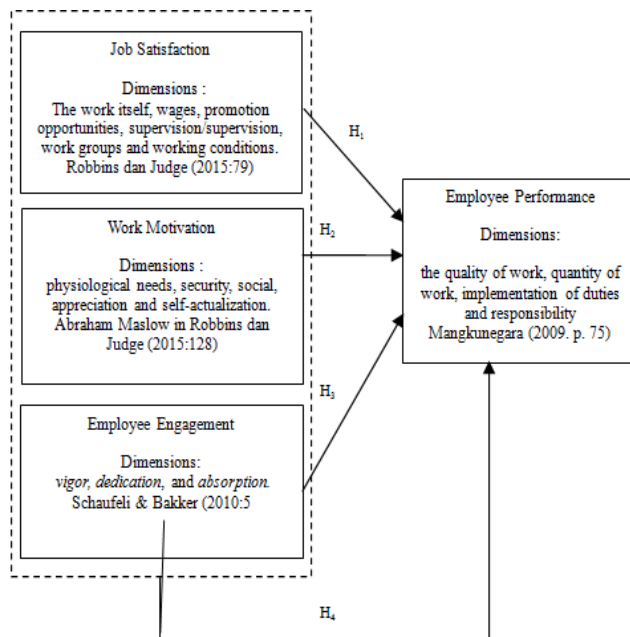 Job Satisfaction
Dimensions :
The work itself, wages, promotion
opportunities, supervision/supervision,
work groups and working conditions.
Robbins dan Judge (2015:79)
H1
Work Motivation
Dimensions :
physiological needs, security, social,
appreciation and self-actualization.
Abraham Maslow in Robbins dan
Judge (2015:128)
H2
Employee Engagement
Dimensions:
vigor, dedication, and absorption.
Schaufeli & Bakker (2010:5
H3
Employee Performance
Dimensions:
the quality of work, quantity of
work, implementation of duties
and responsibility
Mangkunegara (2009. p. 75)
H4